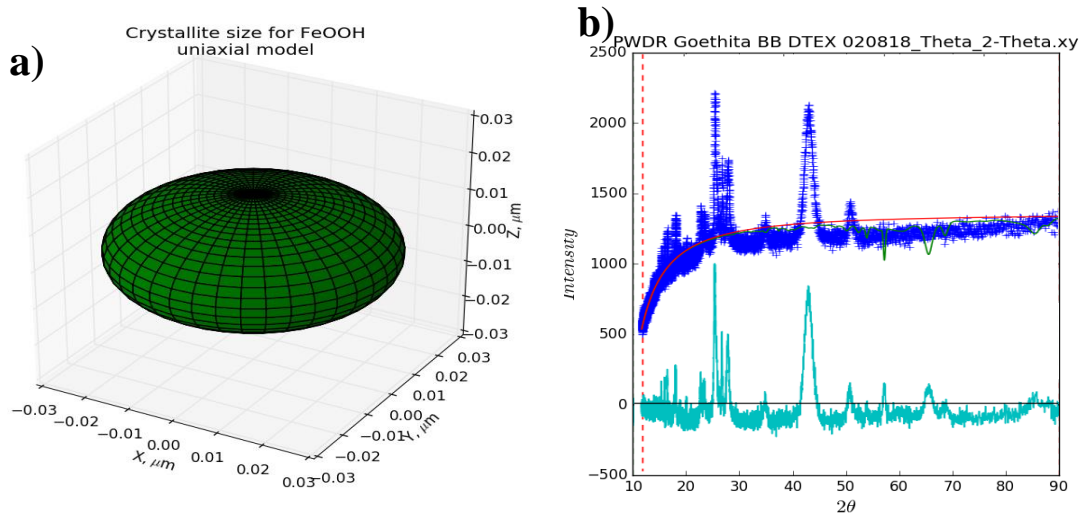 a)
Crystallite size for FeOOH
uniaxial model
0.03
0.02
0.01
0.00
−0.01
−0.02
−0.03
Z, μm
−0.03
−0.02
−0.01
0.00
0.01
0.02
0.03
X, μm
−0.03
−0.02
−0.01
0.00
0.01
0.02
0.03
Y, μm
b)
PWDR Goethita BB DTEX 020818_Theta_2-Theta.xy
2500
2000
1500
1000
500
0
−500
Intensity
10 20 30 40 50 60 70 80 90
2θ